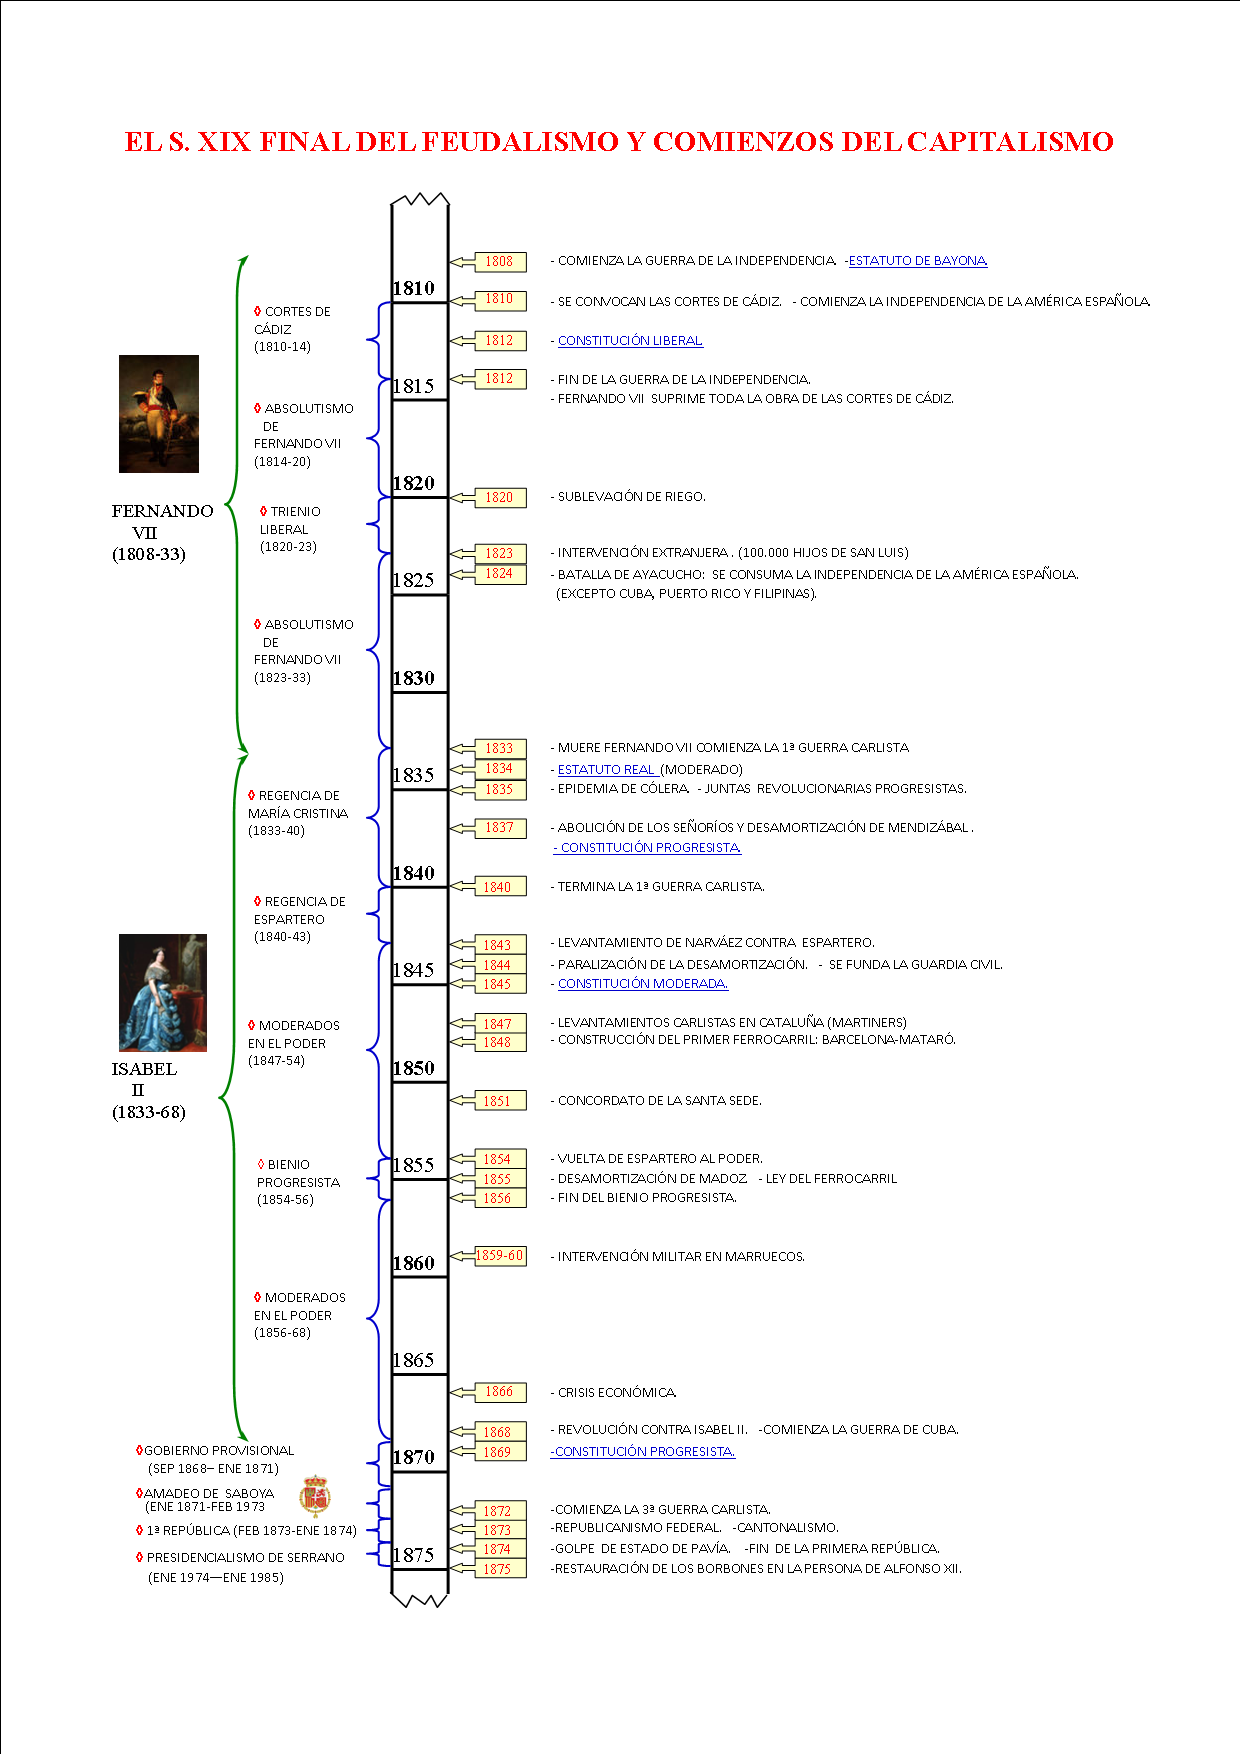 EL S. XIX FINAL DEL FEUDALISMO Y COMIENZOS DEL CAPITALISMO
FERNANDO
VII
(1808-33)
ISABEL
II
(1833-68)
◊ CORTES DE
CÁDIZ
(1810-14)
◊ ABSOLUTISMO
DE
FERNANDO VII
(1814-20)
◊ TRIENIO
LIBERAL
(1820-23)
◊ ABSOLUTISMO
DE
FERNANDO VII
(1823-33)
◊ REGENCIA DE
MARÍA CRISTINA
(1833-40)
◊ REGENCIA DE
ESPARTERO
(1840-43)
◊ MODERADOS
EN EL PODER
(1847-54)
◊ BIENIO
PROGRESISTA
(1854-56)
◊ MODERADOS
EN EL PODER
(1856-68)
◊GOBIERNO PROVISIONAL
(SEP 1868– ENE 1871)
◊AMADEO DE SABOYA
(ENE 1871-FEB 1973
◊ 1ª REPÚBLICA (FEB 1873-ENE 1874)
◊ PRESIDENCIALISMO DE SERRANO
(ENE 1974—ENE 1985)
1810
1815
1820
1825
1830
1835
1840
1845
1850
1855
1860
1865
1870
1875
1808 - COMIENZA LA GUERRA DE LA INDEPENDENCIA. -ESTATUTO DE BAYONA.
1810 - SE CONVOCAN LAS CORTES DE CÁDIZ. - COMIENZA LA INDEPENDENCIA DE LA AMÉRICA ESPAÑOLA.
1812 - CONSTITUCIÓN LIBERAL
1812 - FIN DE LA GUERRA DE LA INDEPENDENCIA.
- FERNANDO VII SUPRIME TODA LA OBRA DE LAS CORTES DE CÁDIZ.
1820 - SUBLEVACIÓN DE RIEGO.
1823 - INTERVENCIÓN EXTRANJERA . (100.000 HIJOS DE SAN LUIS)
1824 - BATALLA DE AYACUCHO: SE CONSUMA LA INDEPENDENCIA DE LA AMÉRICA ESPAÑOLA.
(EXCEPTO CUBA, PUERTO RICO Y FILIPINAS).
1833 - MUERE FERNANDO VII COMIENZA LA 1ª GUERRA CARLISTA
1834 - ESTATUTO REAL (MODERADO)
1835 - EPIDEMIA DE CÓLERA. - JUNTAS REVOLUCIONARIAS PROGRESISTAS.
1837 - ABOLICIÓN DE LOS SEÑORÍOS Y DESAMORTIZACIÓN DE MENDIZÁBAL .
- CONSTITUCIÓN PROGRESISTA.
1840 - TERMINA LA 1ª GUERRA CARLISTA.
1843 - LEVANTAMIENTO DE NARVÁEZ CONTRA ESPARTERO.
1844 - PARALIZACIÓN DE LA DESAMORTIZACIÓN. - SE FUNDA LA GUARDIA CIVIL.
1845 - CONSTITUCIÓN MODERADA.
1847 - LEVANTAMIENTOS CARLISTAS EN CATALUÑA (MARTINERS)
1848 - CONSTRUCCIÓN DEL PRIMER FERROCARRIL: BARCELONA-MATARÓ.
1851 - CONCORDATO DE LA SANTA SEDE.
1854 - VUELTA DE ESPARTERO AL PODER.
1855 - DESAMORTIZACIÓN DE MADOZ. - LEY DEL FERROCARRIL
1856 - FIN DEL BIENIO PROGRESISTA.
1859-60 - INTERVENCIÓN MILITAR EN MARRUECOS.
1866 - CRISIS ECONÓMICA.
1868 - REVOLUCIÓN CONTRA ISABEL II. -COMIENZA LA GUERRA DE CUBA.
1869 -CONSTITUCIÓN PROGRESISTA.
1872 -COMIENZA LA 3ª GUERRA CARLISTA.
1873 -REPUBLICANISMO FEDERAL. -CANTONALISMO.
1874 -GOLPE DE ESTADO DE PAVÍA. -FIN DE LA PRIMERA REPÚBLICA.
1875 -RESTAURACIÓN DE LOS BORBONES EN LA PERSONA DE ALFONSO XII.